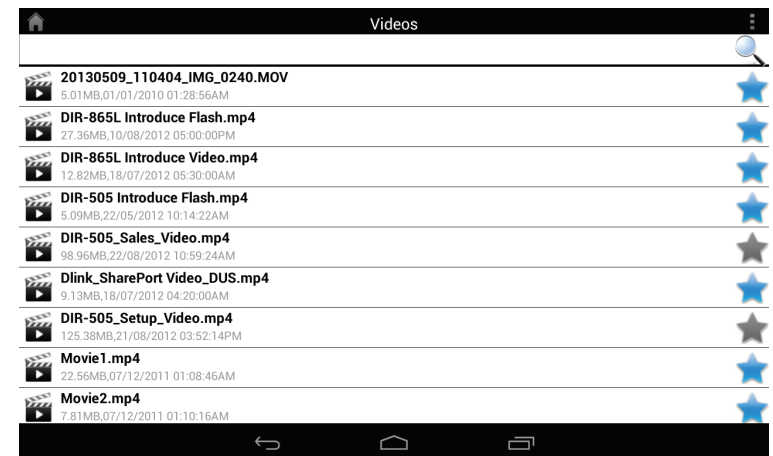 Videos
20130509_110404_IMG_0240.MOV
5.01MB,01/01/2010 01:28:56AM
DIR-865L Introduce Flash.mp4
27.36MB,10/08/2012 05:00:00PM
DIR-865L Introduce Video.mp4
12.82MB,18/07/2012 05:30:00AM
DIR-505 Introduce Flash.mp4
5.09MB,22/05/2012 10:14:22AM
DIR-505_Sales_Video.mp4
98.96MB,22/08/2012 10:59:24AM
Dlink_SharePort Video_DUS.mp4
9.13MB,18/07/2012 04:20:00AM
DIR-505_Setup_Video.mp4
125.38MB,21/08/2012 03:52:14PM
Movie1.mp4
22.56MB,07/12/2011 01:08:46AM
Movie2.mp4
7.81MB,07/12/2011 01:10:16AM